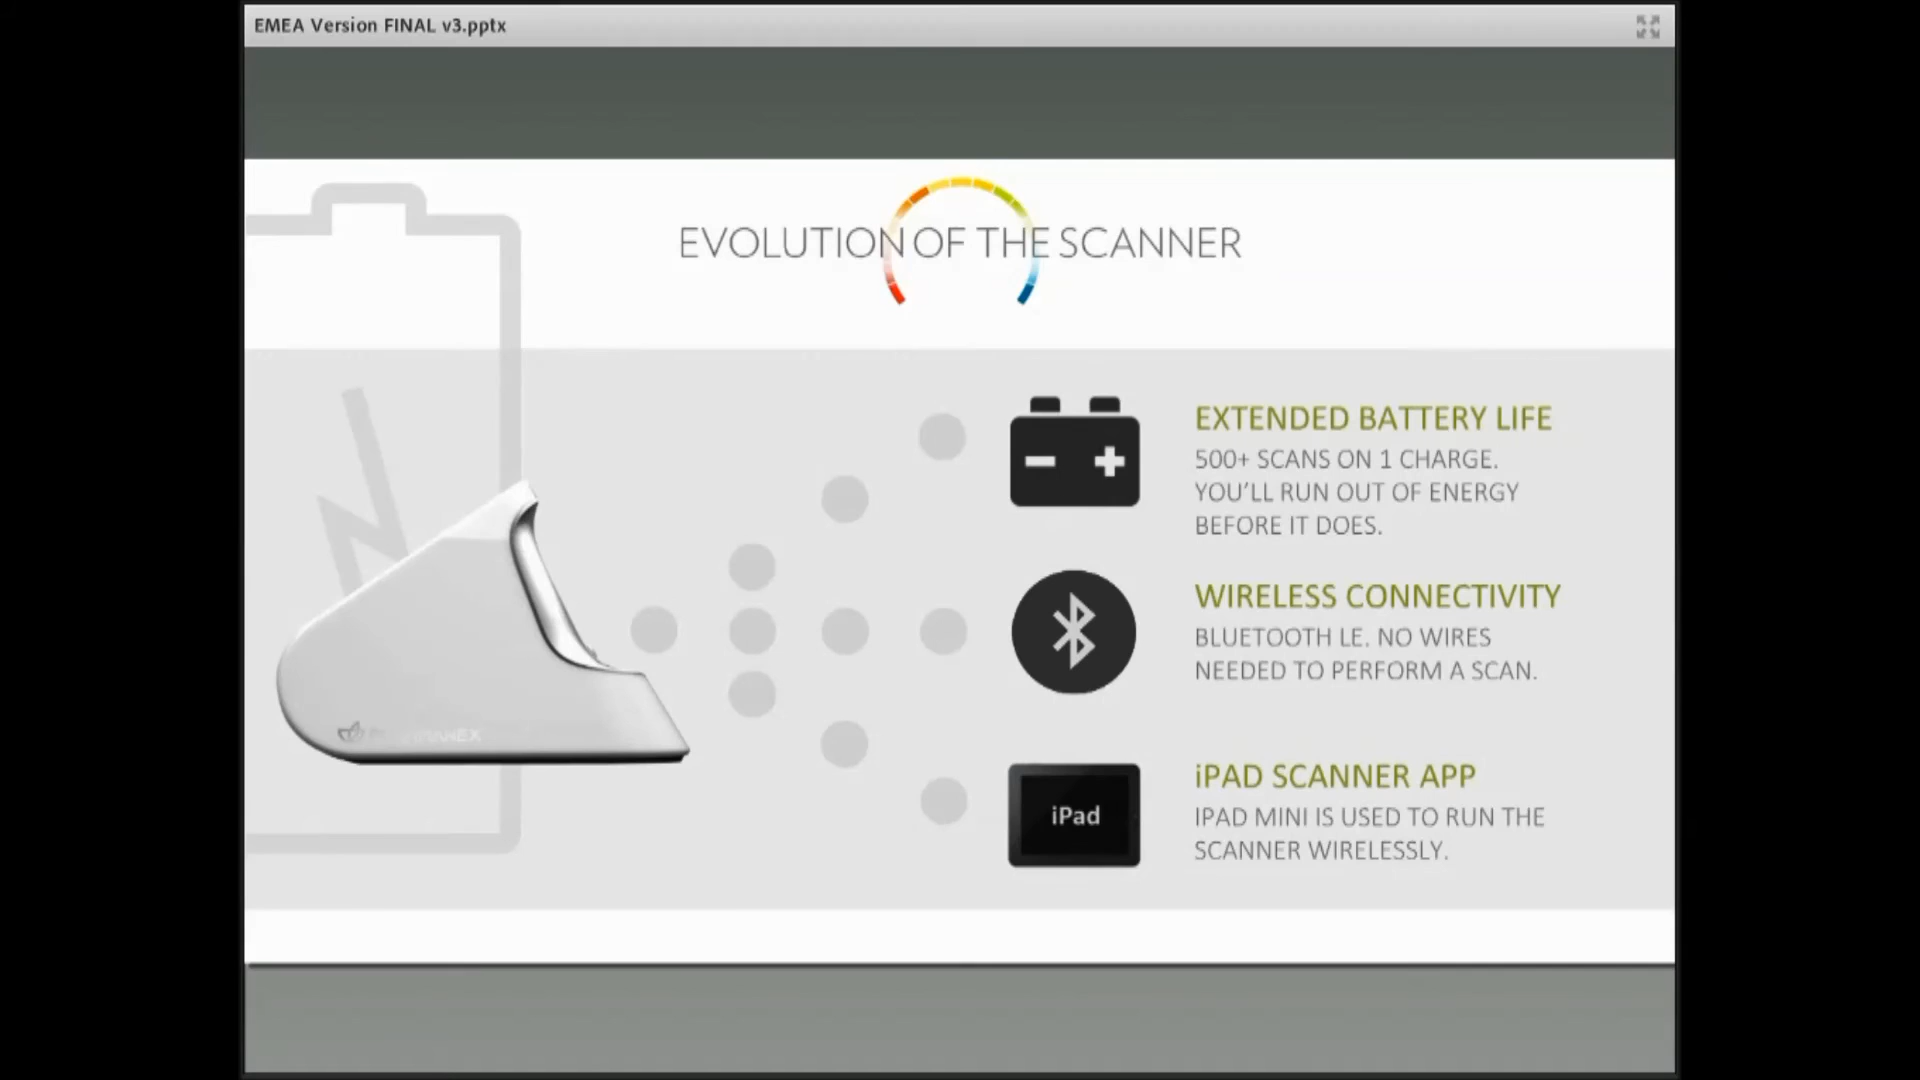 EMEA Version FINAL v3.pptx
EVOLUTION OF THE SCANNER
EXTENDED BATTERY LIFE
500+ SCANS ON 1 CHARGE.
YOU'LL RUN OUT OF ENERGY
BEFORE IT DOES.
WIRELESS CONNECTIVITY
BLUETOOTH LE. NO WIRES
NEEDED TO PERFORM A SCAN.
iPad
iPAD SCANNER APP
IPAD MINI IS USED TO RUN THE
SCANNER WIRELESSLY.